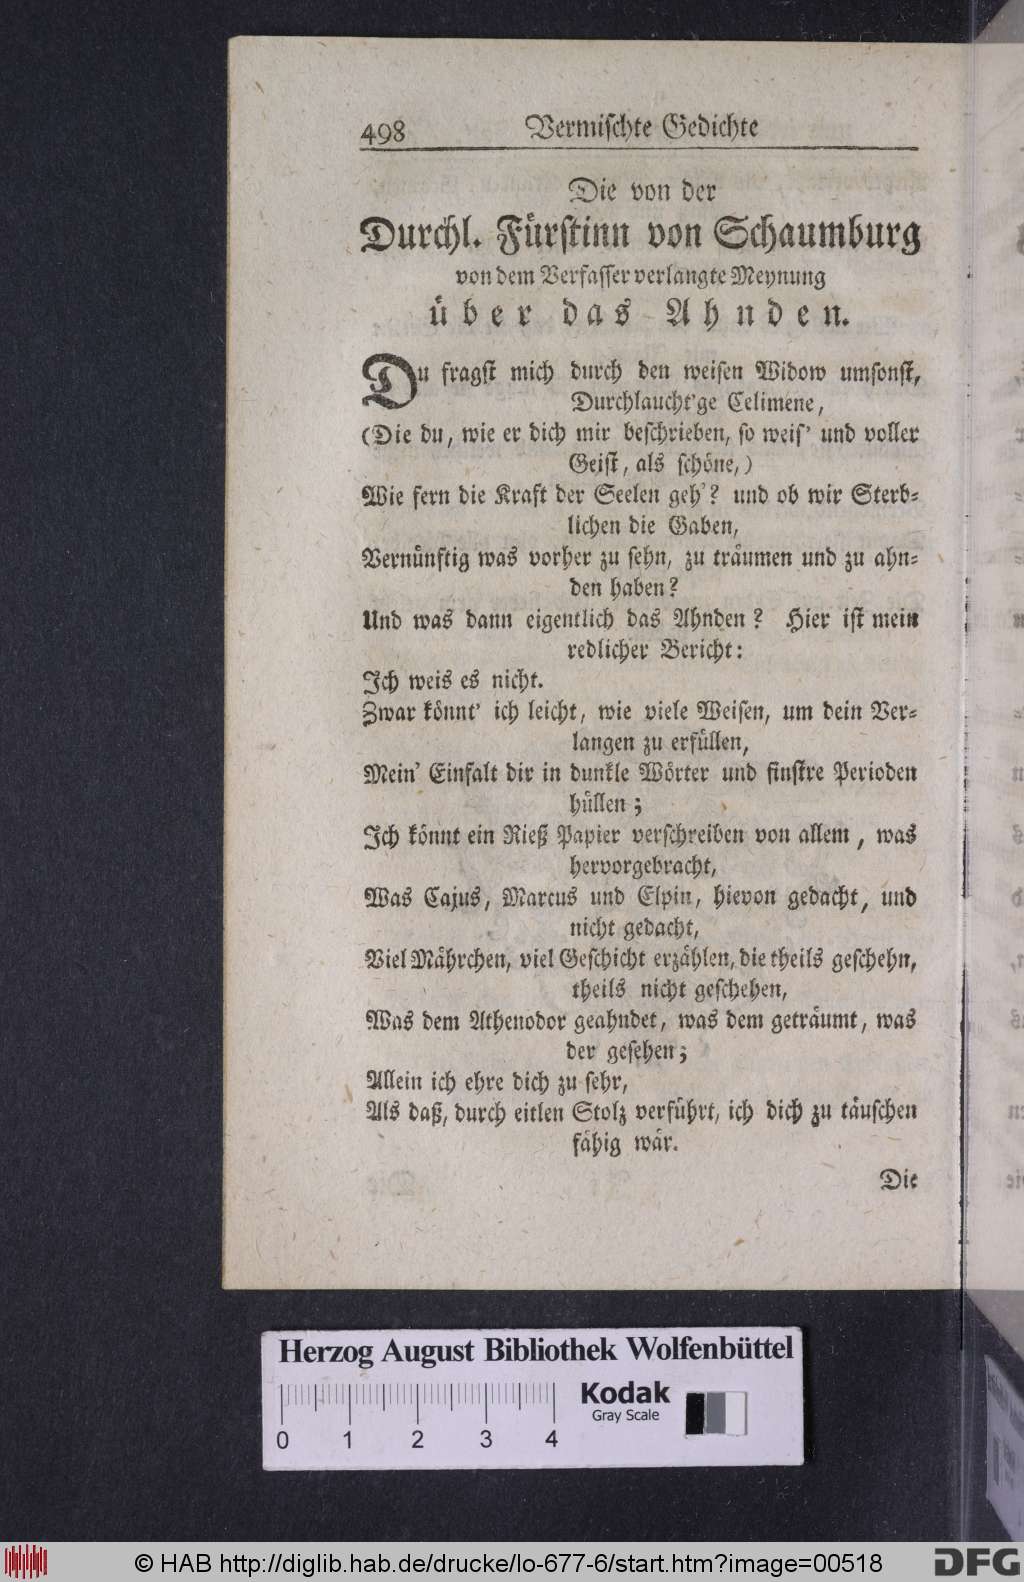 498 Vermischte Gedichte
Die von der
Durchl. Fürstinn von Schaumburg
von dem Verfasser verlangte Meynung
über das Ahnden.
Du fragst mich durch den weisen Widow umsonst,
Durchlaucht'ge Celimene,
(Die du, wie er dich mir beschrieben, so weis' und voller
Geist, als schöne,)
Wie fern die Kraft der Seelen geh'? und ob wir Sterb-
lichen die Gaben,
Vernünftig was vorher zu sehn, zu träumen und zu ahn-
den haben?
Und was dann eigentlich das Ahnden? Hier ist mein
redlicher Bericht:
Ich weis es nicht.
Zwar könnt' ich leicht, wie viele Weisen, um dein Ver-
langen zu erfüllen,
Mein' Einfalt dir in dunkle Wörter und finstre Perioden
hüllen;
Ich könnt ein Rieß Papier verschreiben von allem, was
hervorgebracht,
Was Cajus, Marcus und Elpin, hievon gedacht, und
nicht gedacht,
Viel Mährchen, viel Geschicht erzählen, die theils geschehn,
theils nicht geschehen,
Was dem Athenodor geahndet, was dem geträumt, was
der gesehen;
Allein ich ehre dich zu sehr,
Als daß, durch eitlen Stolz verführt, ich dich zu täuschen
fähig wär.
Die
Herzog August Bibliothek Wolfenbüttel
Kodak
Gray Scale
0 1 2 3 4
© HAB http://diglib.hab.de/drucke/lo-677-6/start.htm?image=00518
DFG